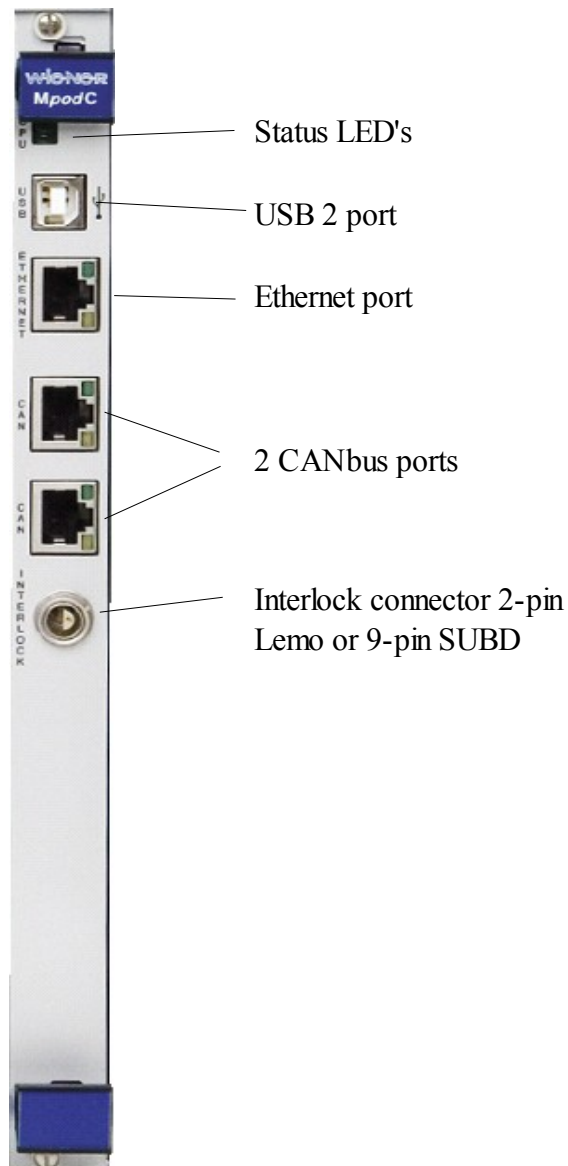 WIENER
MpodC
CPU
Status LED's
USB
USB 2 port
ETHERNET
Ethernet port
CAN
2 CANbus ports
CAN
INTERLOCK
Interlock connector 2-pin
Lemo or 9-pin SUBD